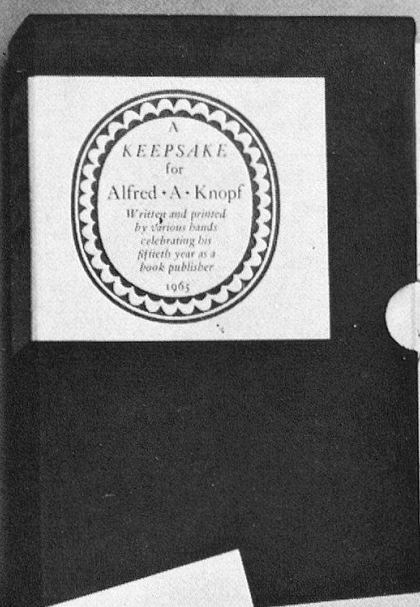 A
KEEPSAKE
for
Alfred · A · Knopf
Written and printed
by various hands
celebrating his
fiftieth year as a
book publisher
1965